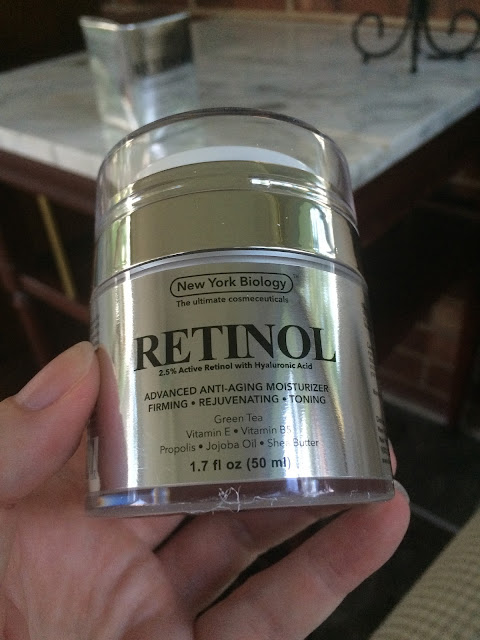 New York Biology™
The ultimate cosmeceuticals
RETINOL
2.5% Active Retinol with Hyaluronic Acid
ADVANCED ANTI-AGING MOISTURIZER
FIRMING • REJUVENATING • TONING
Green Tea
Vitamin E • Vitamin B5
Propolis • Jojoba Oil • Shea Butter
1.7 fl oz (50 ml)